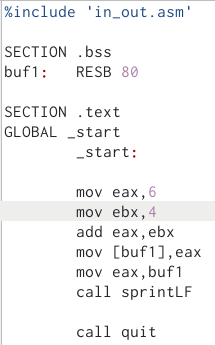 %include 'in_out.asm'
SECTION .bss
buf1: RESB 80
SECTION .text
GLOBAL _start
_start:
mov eax,6
mov ebx,4
add eax,ebx
mov [buf1],eax
mov eax,buf1
call sprintLF
call quit